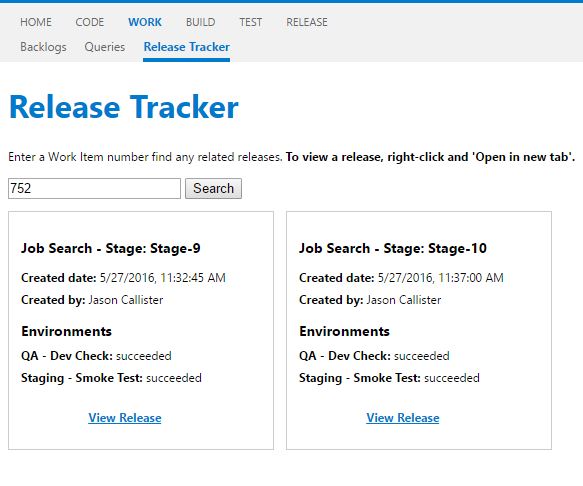 HOME CODE WORK BUILD TEST RELEASE
Backlogs Queries Release Tracker
Release Tracker
Enter a Work Item number find any related releases. To view a release, right-click and 'Open in new tab'.
752 Search
Job Search - Stage: Stage-9
Created date: 5/27/2016, 11:32:45 AM
Created by: Jason Callister
Environments
QA - Dev Check: succeeded
Staging - Smoke Test: succeeded
View Release
Job Search - Stage: Stage-10
Created date: 5/27/2016, 11:37:00 AM
Created by: Jason Callister
Environments
QA - Dev Check: succeeded
Staging - Smoke Test: succeeded
View Release